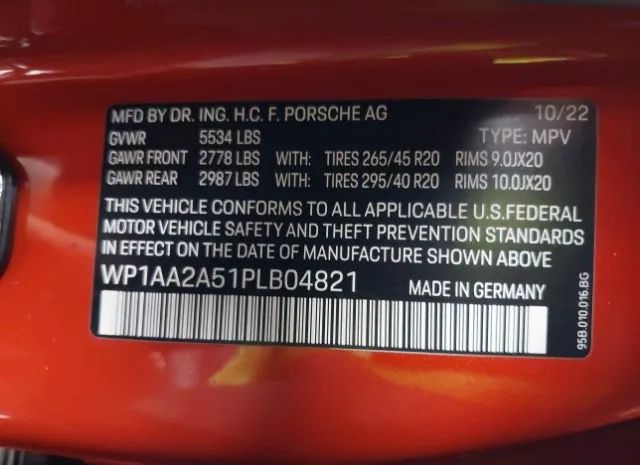 MFD BY DR. ING. H.C. F. PORSCHE AG 10/22
GVWR 5534 LBS TYPE: MPV
GAWR FRONT 2778 LBS WITH: TIRES 265/45 R20 RIMS 9.0JX20
GAWR REAR 2987 LBS WITH: TIRES 295/40 R20 RIMS 10.0JX20
THIS VEHICLE CONFORMS TO ALL APPLICABLE U.S.FEDERAL
MOTOR VEHICLE SAFETY AND THEFT PREVENTION STANDARDS
IN EFFECT ON THE DATE OF MANUFACTURE SHOWN ABOVE
WP1AA2A51PLB04821 MADE IN GERMANY
95B.010.016.BG